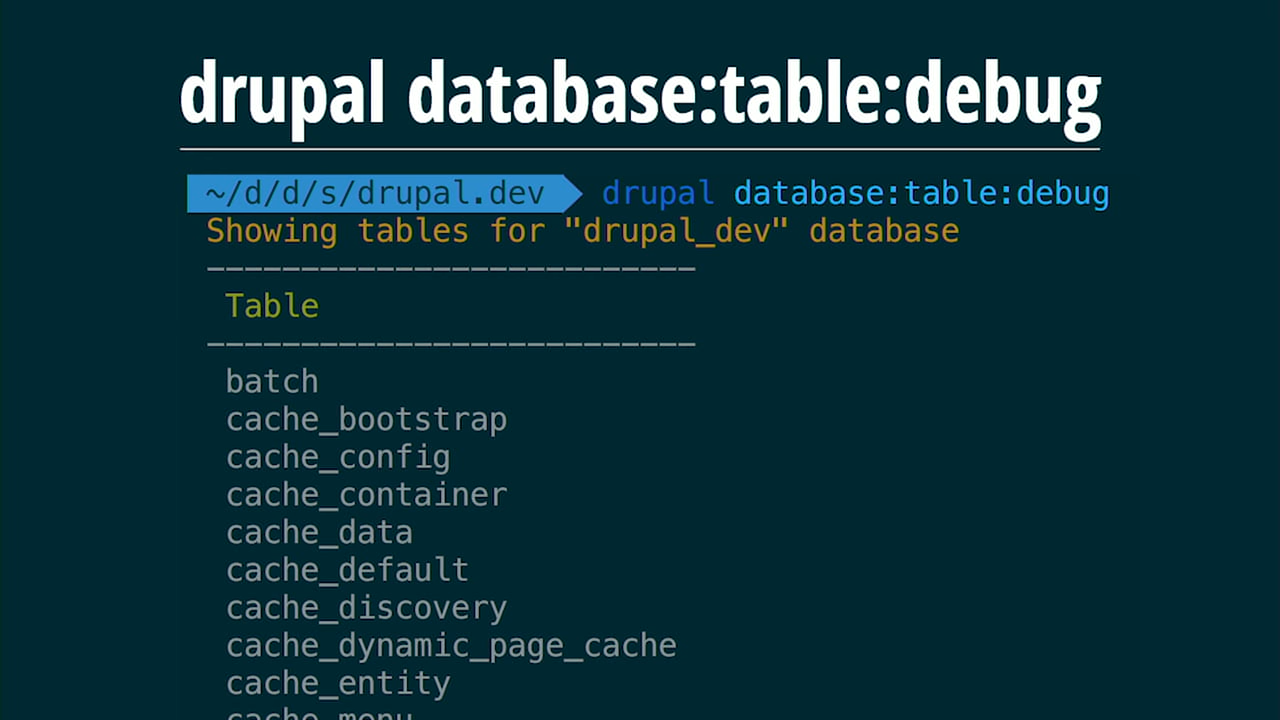 drupal database:table:debug
~/d/d/s/drupal.dev drupal database:table:debug
Showing tables for "drupal_dev" database
--------------------------
Table
--------------------------
batch
cache_bootstrap
cache_config
cache_container
cache_data
cache_default
cache_discovery
cache_dynamic_page_cache
cache_entity
cache_menu